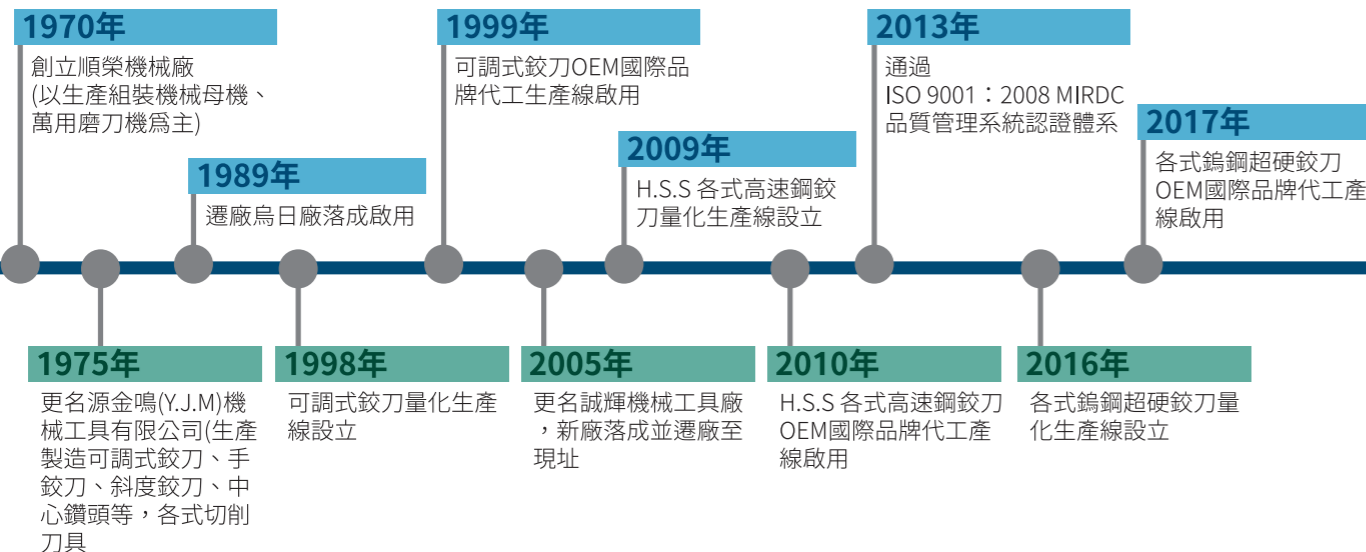 1970年
創立順榮機械廠
(以生產組裝機械母機、
萬用磨刀機爲主)
1975年
更名源金鳴(Y.J.M)機
械工具有限公司(生產
製造可調式鉸刀、手
鉸刀、斜度鉸刀、中
心鑽頭等，各式切削
刀具
1989年
遷廠烏日廠落成啟用
1998年
可調式鉸刀量化生產
線設立
1999年
可調式鉸刀OEM國際品
牌代工生產線啟用
2005年
更名誠輝機械工具廠
，新廠落成並遷廠至
現址
2009年
H.S.S 各式高速鋼鉸
刀量化生產線設立
2010年
H.S.S 各式高速鋼鉸刀
OEM國際品牌代工產
線啟用
2013年
通過
ISO 9001：2008 MIRDC
品質管理系統認證體系
2016年
各式鎢鋼超硬鉸刀量
化生產線設立
2017年
各式鎢鋼超硬鉸刀
OEM國際品牌代工產
線啟用